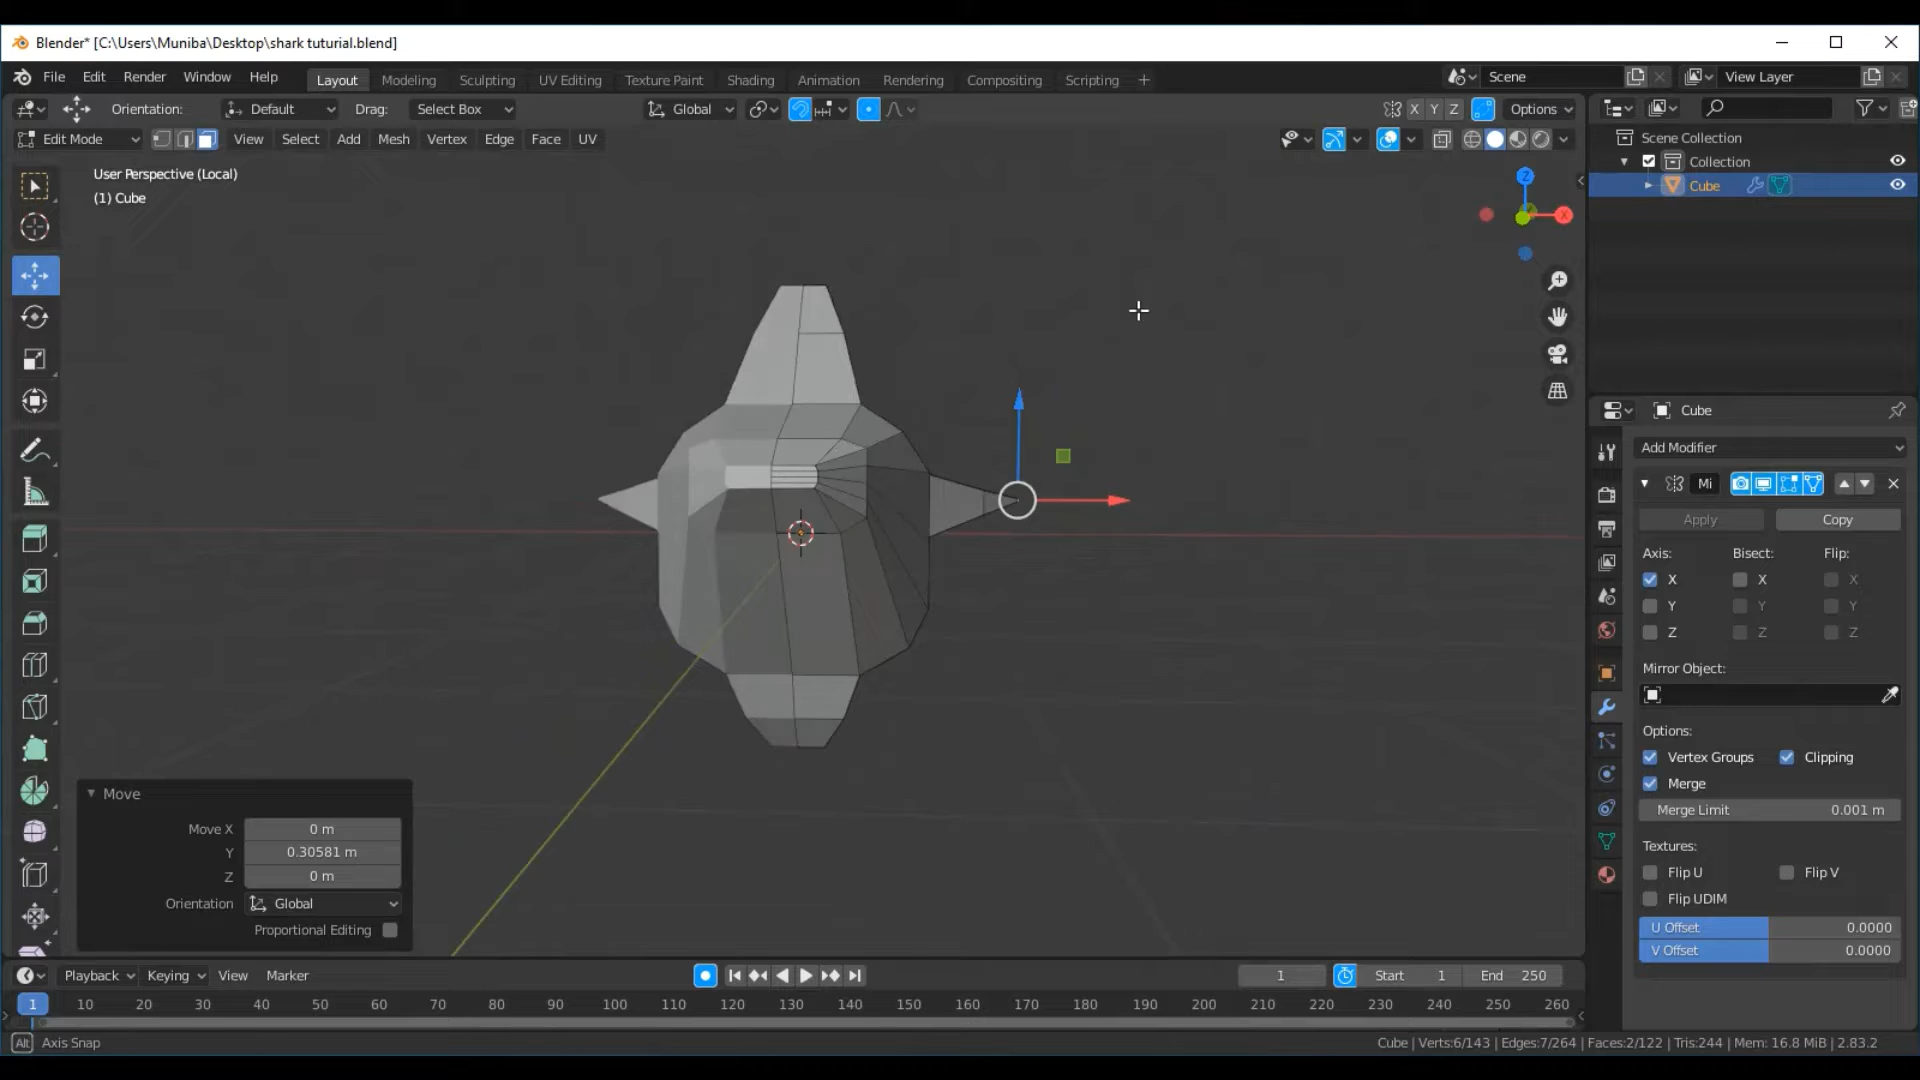 Blender* [C:\Users\Muniba\Desktop\shark tuturial.blend]
File Edit Render Window Help Layout Modeling Sculpting UV Editing Texture Paint Shading Animation Rendering Compositing Scripting + Scene View Layer
Orientation: Default Drag: Select Box Global X Y Z Options
Edit Mode View Select Add Mesh Vertex Edge Face UV
Scene Collection
Collection
Cube
User Perspective (Local)
(1) Cube
Z
X
Cube
Add Modifier
Mi
Apply Copy
Axis: Bisect: Flip:
X X X
Y Y Y
Z Z Z
Mirror Object:
Options:
Vertex Groups Clipping
Merge
Merge Limit 0.001 m
Textures:
Flip U Flip V
Flip UDIM
U Offset 0.0000
V Offset 0.0000
Move
Move X 0 m
Y 0.30581 m
Z 0 m
Orientation Global
Proportional Editing
Playback Keying View Marker 1 Start 1 End 250
1 10 20 30 40 50 60 70 80 90 100 110 120 130 140 150 160 170 180 190 200 210 220 230 240 250 260
Alt Axis Snap Cube | Verts:6/143 | Edges:7/264 | Faces:2/122 | Tris:244 | Mem: 16.8 MiB | 2.83.2